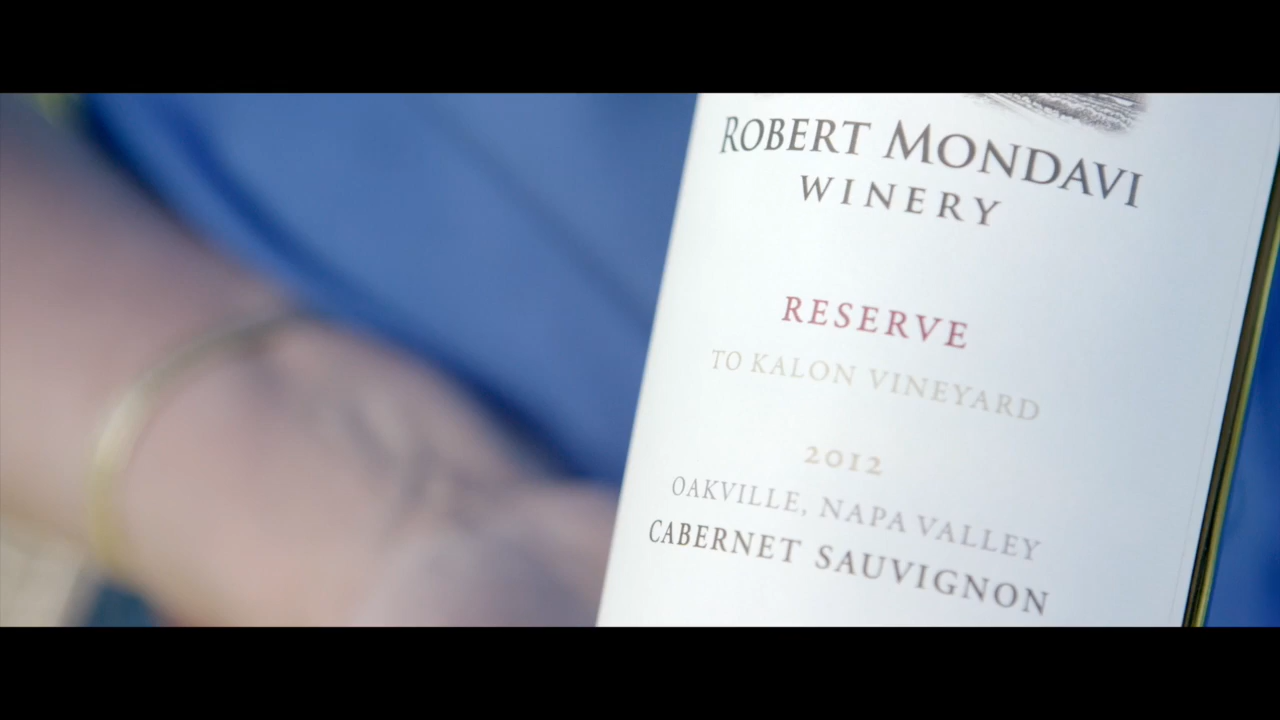 ROBERT MONDAVI
WINERY
RESERVE
TO KALON VINEYARD
2012
OAKVILLE, NAPA VALLEY
CABERNET SAUVIGNON